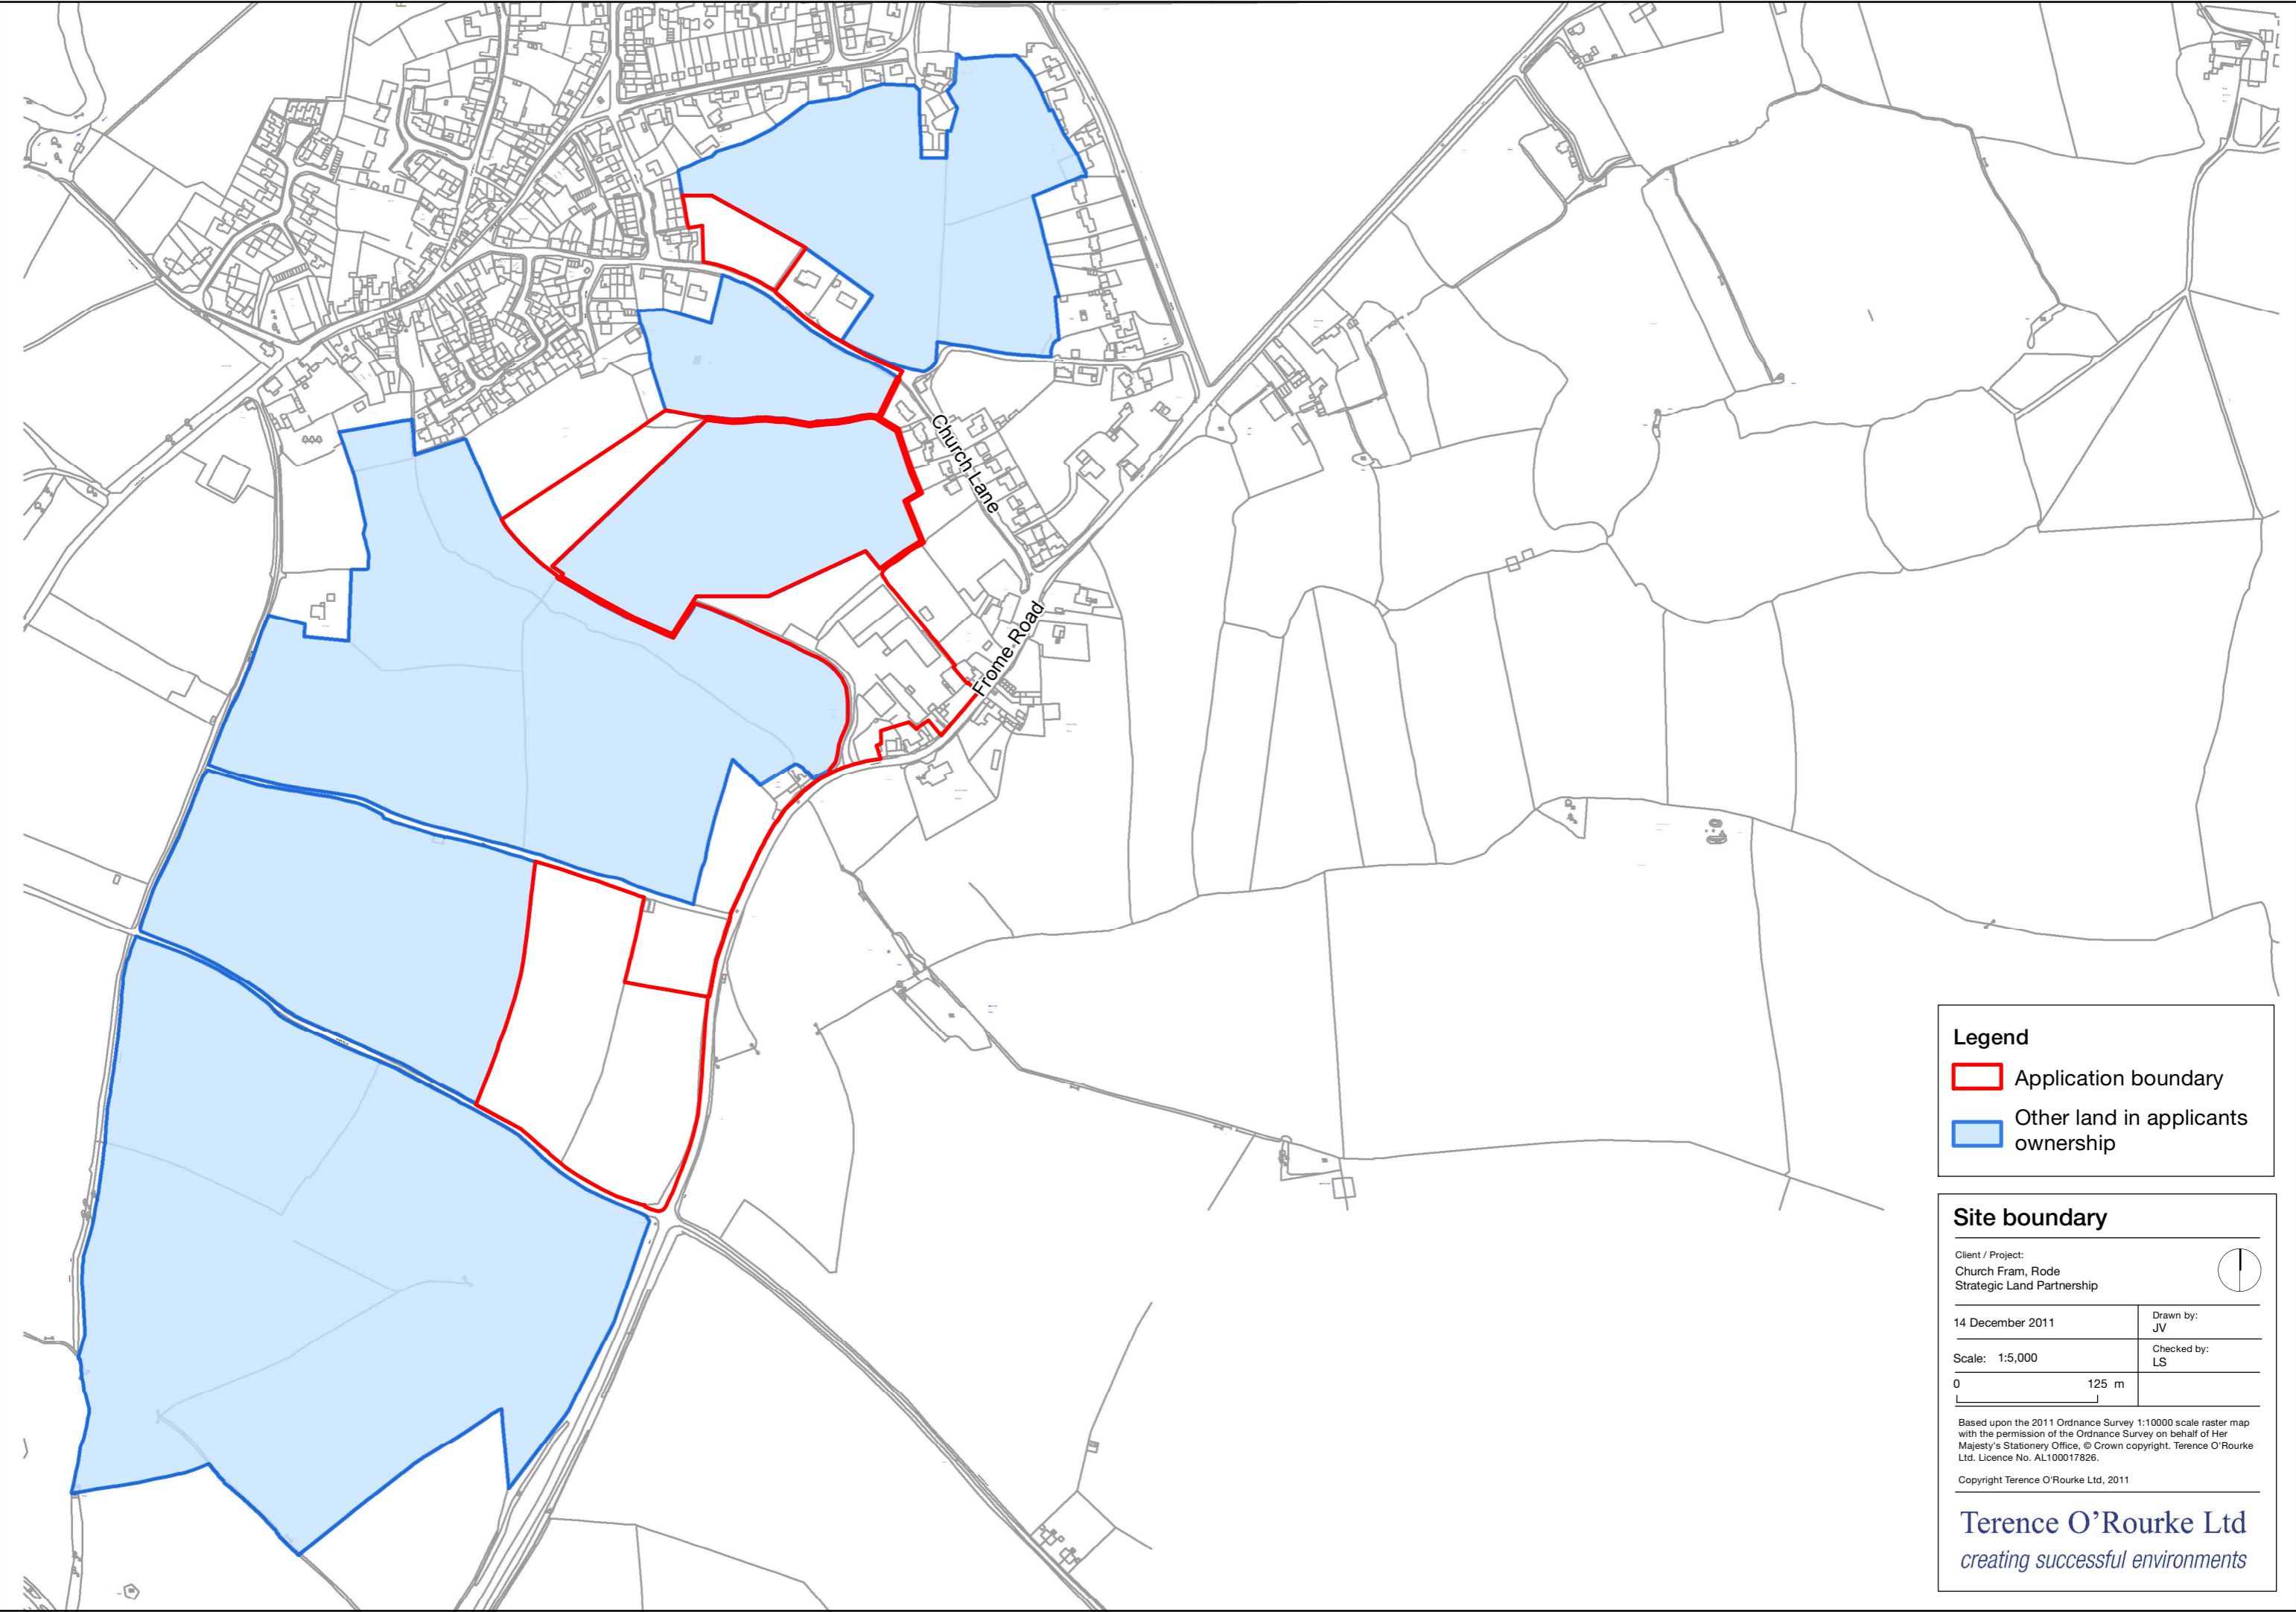 Church Lane
Frome Road
Legend
Application boundary
Other land in applicants
ownership
Site boundary
Client / Project:
Church Fram, Rode
Strategic Land Partnership
14 December 2011
Drawn by:
JV
Scale: 1:5,000
Checked by:
LS
0 125 m
Based upon the 2011 Ordnance Survey 1:10000 scale raster map
with the permission of the Ordnance Survey on behalf of Her
Majesty's Stationery Office, © Crown copyright. Terence O'Rourke
Ltd. Licence No. AL100017826.
Copyright Terence O'Rourke Ltd, 2011
Terence O'Rourke Ltd
creating successful environments